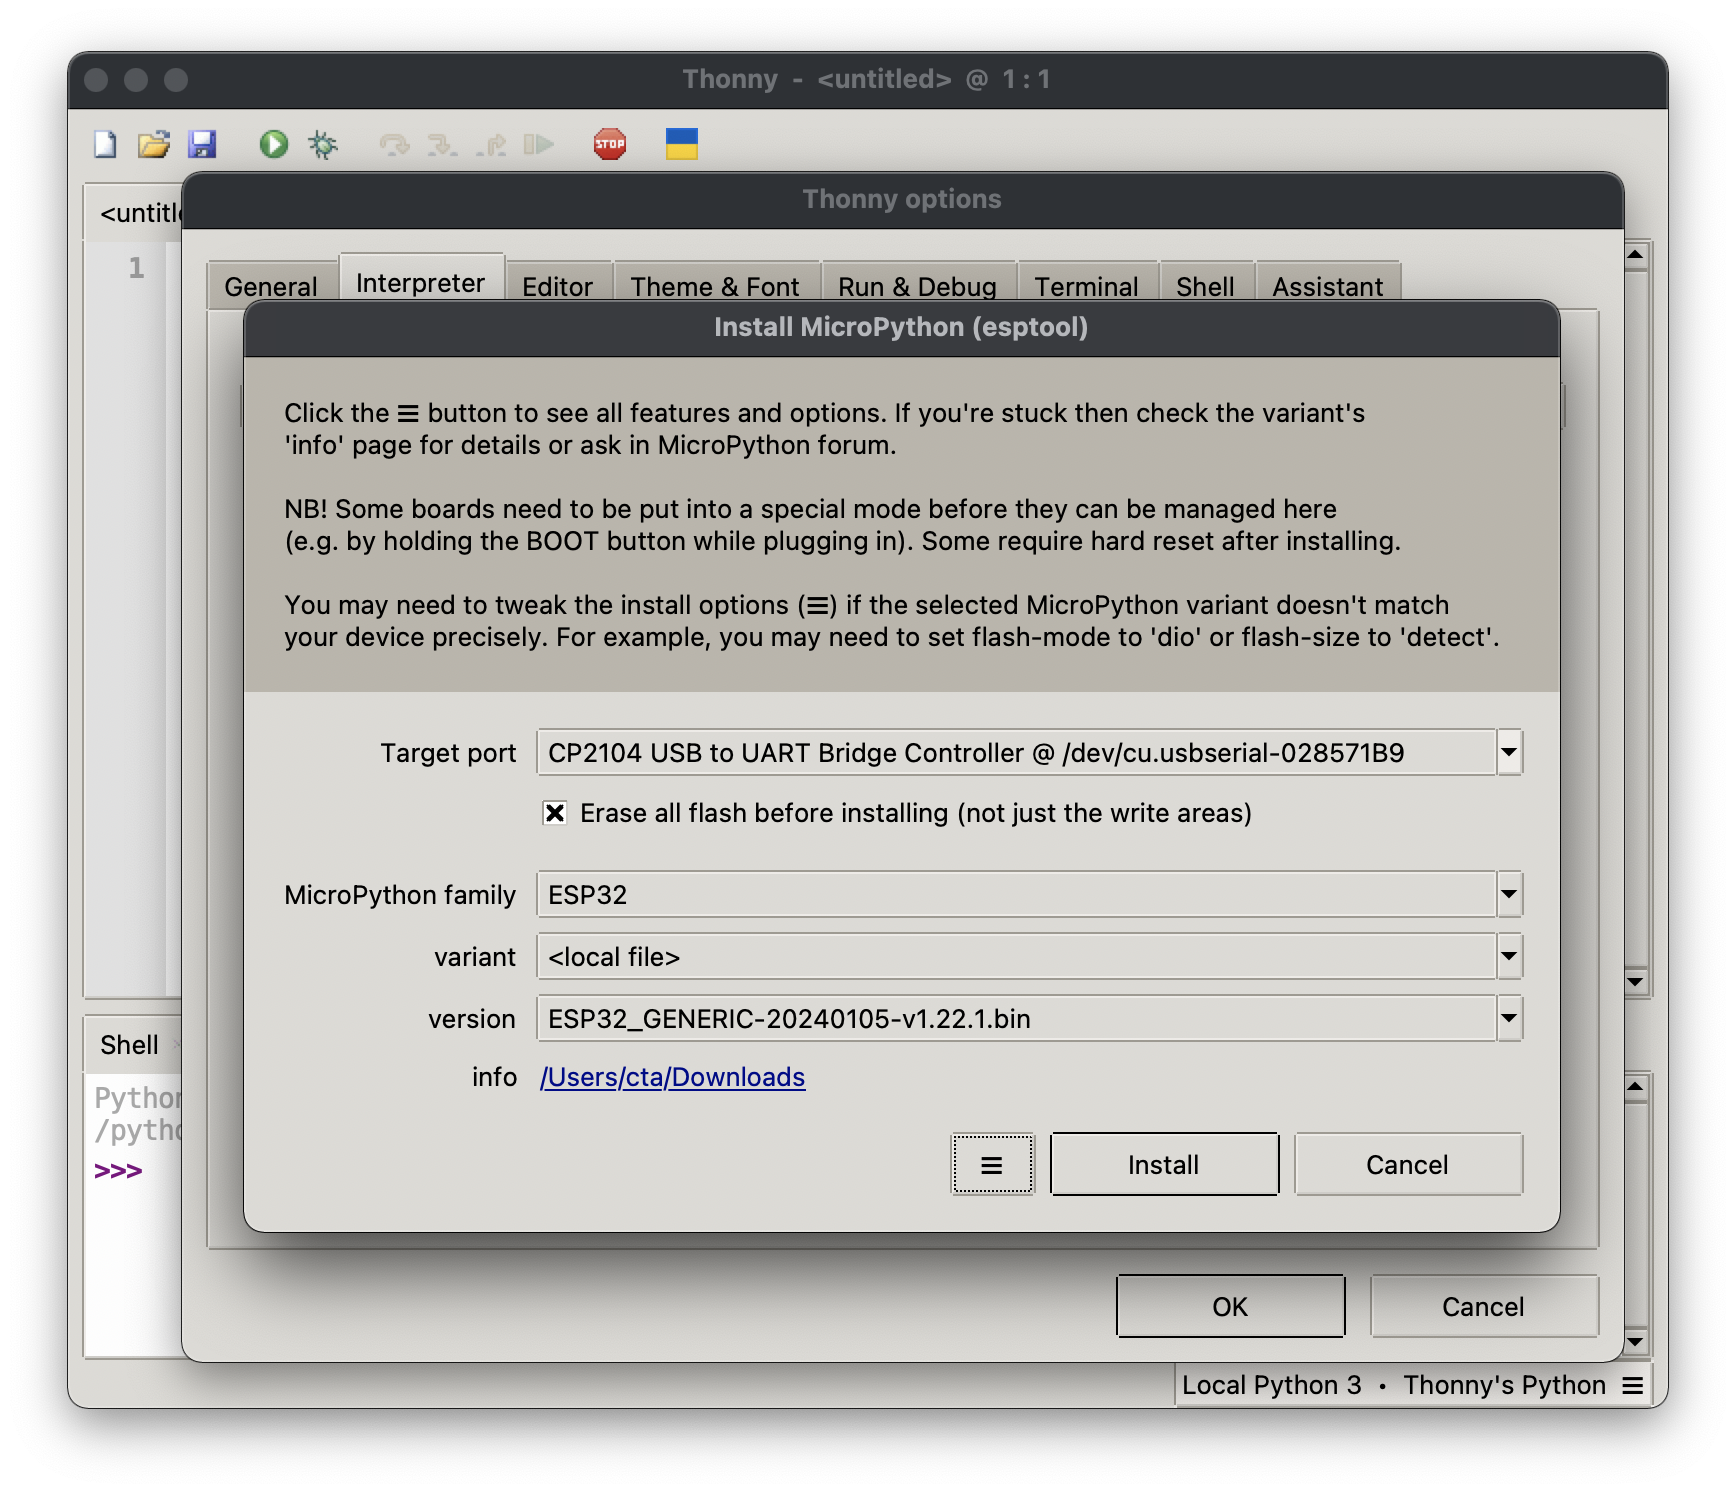 Thonny - <untitled> @ 1:1
STOP
Thonny options
1
General Interpreter Editor Theme & Font Run & Debug Terminal Shell Assistant
Install MicroPython (esptool)
Click the ≡ button to see all features and options. If you're stuck then check the variant's
'info' page for details or ask in MicroPython forum.
NB! Some boards need to be put into a special mode before they can be managed here
(e.g. by holding the BOOT button while plugging in). Some require hard reset after installing.
You may need to tweak the install options (≡) if the selected MicroPython variant doesn't match
your device precisely. For example, you may need to set flash-mode to 'dio' or flash-size to 'detect'.
Target port CP2104 USB to UART Bridge Controller @ /dev/cu.usbserial-028571B9
Erase all flash before installing (not just the write areas)
MicroPython family ESP32
variant <local file>
version ESP32_GENERIC-20240105-v1.22.1.bin
info /Users/cta/Downloads
≡ Install Cancel
Shell
>>>
OK Cancel
Local Python 3 • Thonny's Python ≡